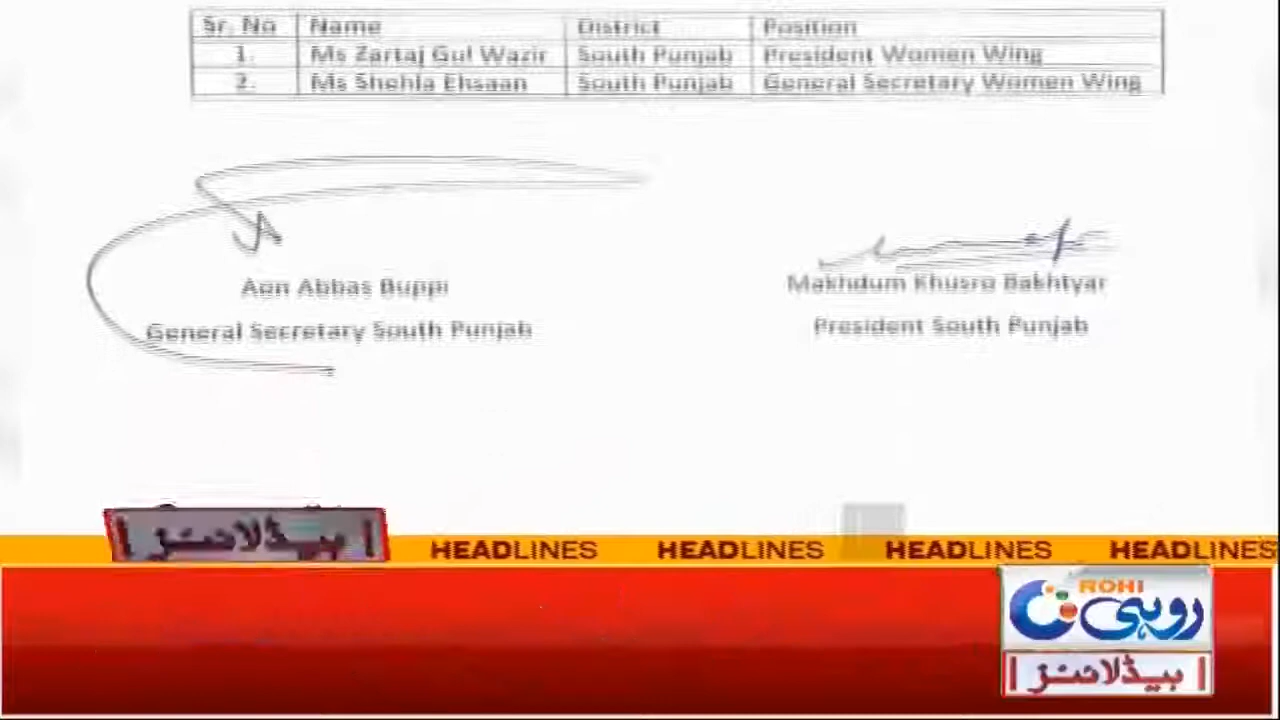 Sr. No Name District Position
1. Ms Zartaj Gul Wazir South Punjab President Women Wing
2. Ms Shehla Ehsaan South Punjab General Secretary Women Wing
Aon Abbas Buppi
General Secretary South Punjab
Makhdum Khusro Bakhtyar
President South Punjab
ہیڈلائنز
HEADLINES HEADLINES HEADLINES HEADLINES
ROHI
روہی
ہیڈلائنز